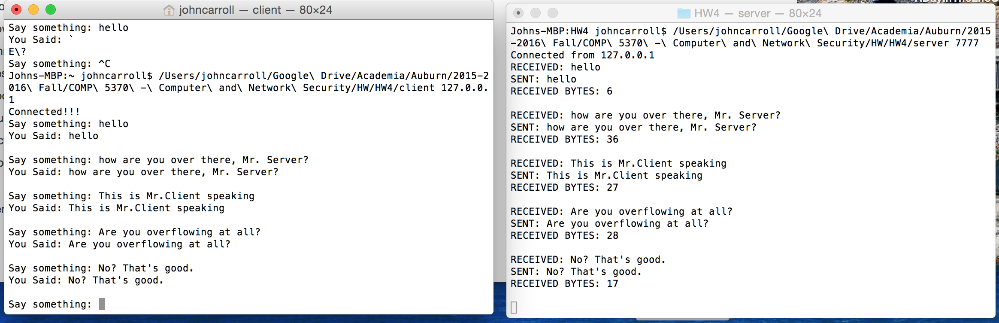 johncarroll — client — 80×24
Say something: hello
You Said: `
E\?
Say something: ^C
Johns-MBP:~ johncarroll$ /Users/johncarroll/Google\ Drive/Academia/Auburn/2015-2
016\ Fall/COMP\ 5370\ -\ Computer\ and\ Network\ Security/HW/HW4/client 127.0.0.
1
Connected!!!
Say something: hello
You Said: hello
Say something: how are you over there, Mr. Server?
You Said: how are you over there, Mr. Server?
Say something: This is Mr.Client speaking
You Said: This is Mr.Client speaking
Say something: Are you overflowing at all?
You Said: Are you overflowing at all?
Say something: No? That's good.
You Said: No? That's good.
Say something:
HW4 — server — 80×24
Johns-MBP:HW4 johncarroll$ /Users/johncarroll/Google\ Drive/Academia/Auburn/2015
-2016\ Fall/COMP\ 5370\ -\ Computer\ and\ Network\ Security/HW/HW4/server 7777
Connected from 127.0.0.1
RECEIVED: hello
SENT: hello
RECEIVED BYTES: 6
RECEIVED: how are you over there, Mr. Server?
SENT: how are you over there, Mr. Server?
RECEIVED BYTES: 36
RECEIVED: This is Mr.Client speaking
SENT: This is Mr.Client speaking
RECEIVED BYTES: 27
RECEIVED: Are you overflowing at all?
SENT: Are you overflowing at all?
RECEIVED BYTES: 28
RECEIVED: No? That's good.
SENT: No? That's good.
RECEIVED BYTES: 17